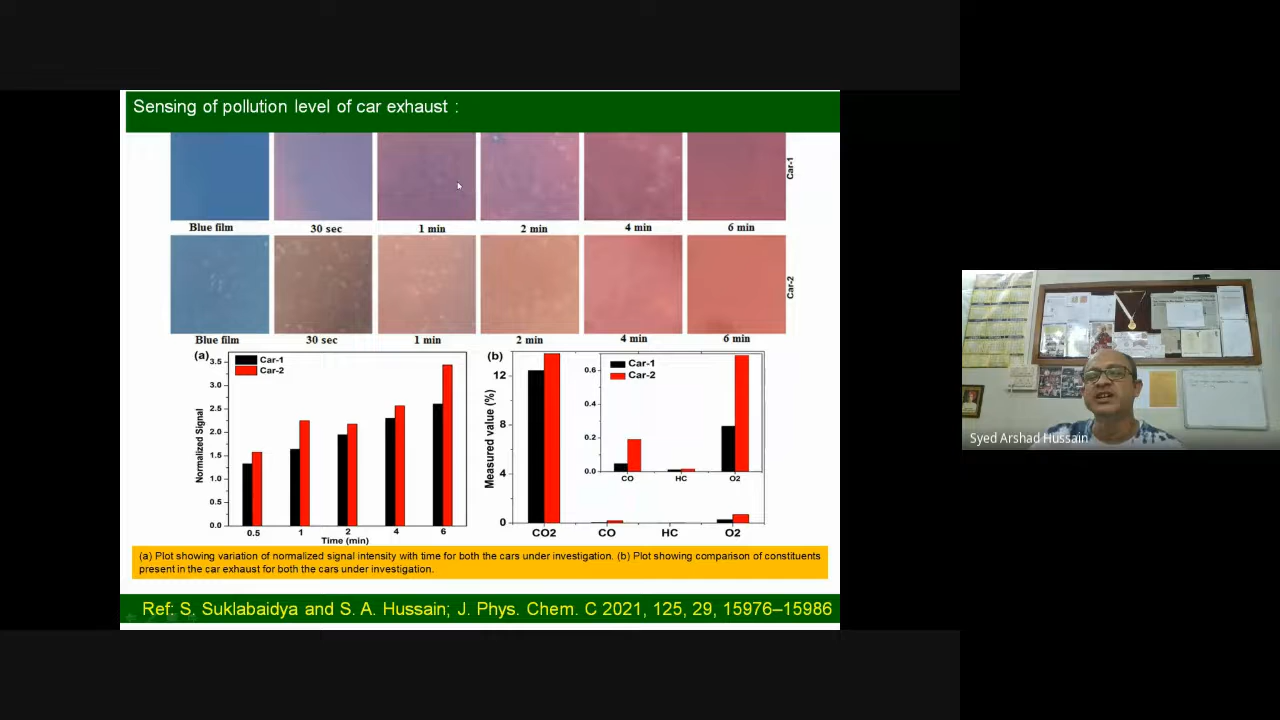 Sensing of pollution level of car exhaust :
Car-1
Blue film 30 sec 1 min 2 min 4 min 6 min
Car-2
Blue film 30 sec 1 min 2 min 4 min 6 min
(a)
Car-1
Car-2
Normalized Signal
3.5
3.0
2.5
2.0
1.5
1.0
0.5
0.0
0.5 1 2 4 6
Time (min)
(b)
Measured value (%)
12
8
4
0
Car-1
Car-2
0.6
0.4
0.2
0.0
CO HC O2
CO2 CO HC O2
(a) Plot showing variation of normalized signal intensity with time for both the cars under investigation. (b) Plot showing comparison of constituents
present in the car exhaust for both the cars under investigation.
Ref: S. Suklabaidya and S. A. Hussain; J. Phys. Chem. C 2021, 125, 29, 15976–15986
Syed Arshad Hussain